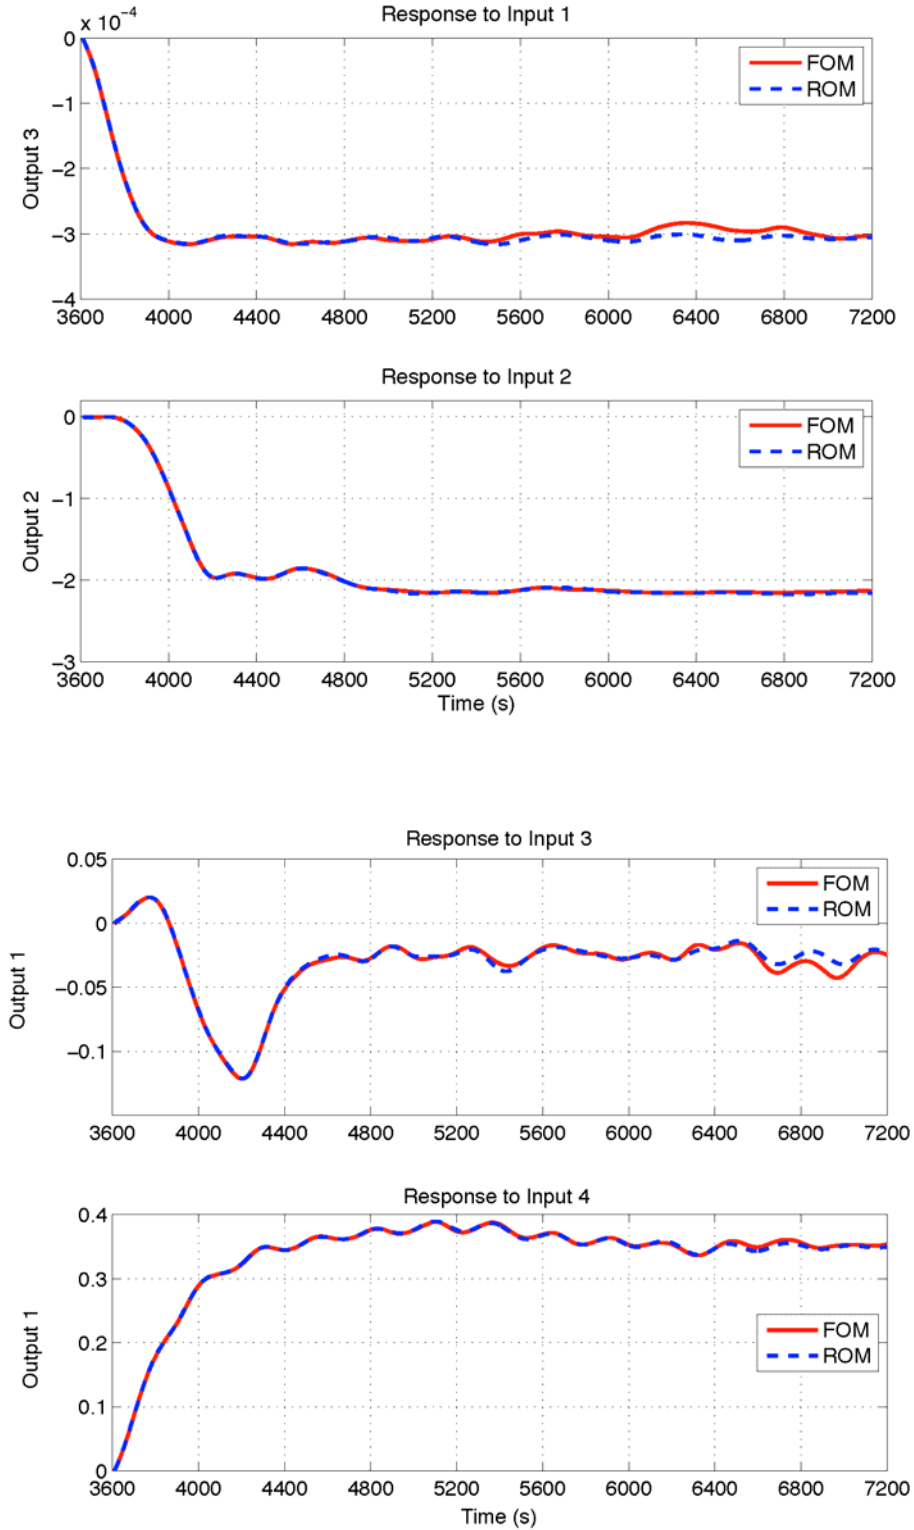 Response to Input 1
x 10⁻⁴
0
−1
−2
−3
−4
Output 3
FOM
ROM
3600 4000 4400 4800 5200 5600 6000 6400 6800 7200
Response to Input 2
0
−1
−2
−3
Output 2
FOM
ROM
3600 4000 4400 4800 5200 5600 6000 6400 6800 7200
Time (s)
Response to Input 3
0.05
0
−0.05
−0.1
Output 1
FOM
ROM
3600 4000 4400 4800 5200 5600 6000 6400 6800 7200
Response to Input 4
0.4
0.3
0.2
0.1
0
Output 1
FOM
ROM
3600 4000 4400 4800 5200 5600 6000 6400 6800 7200
Time (s)